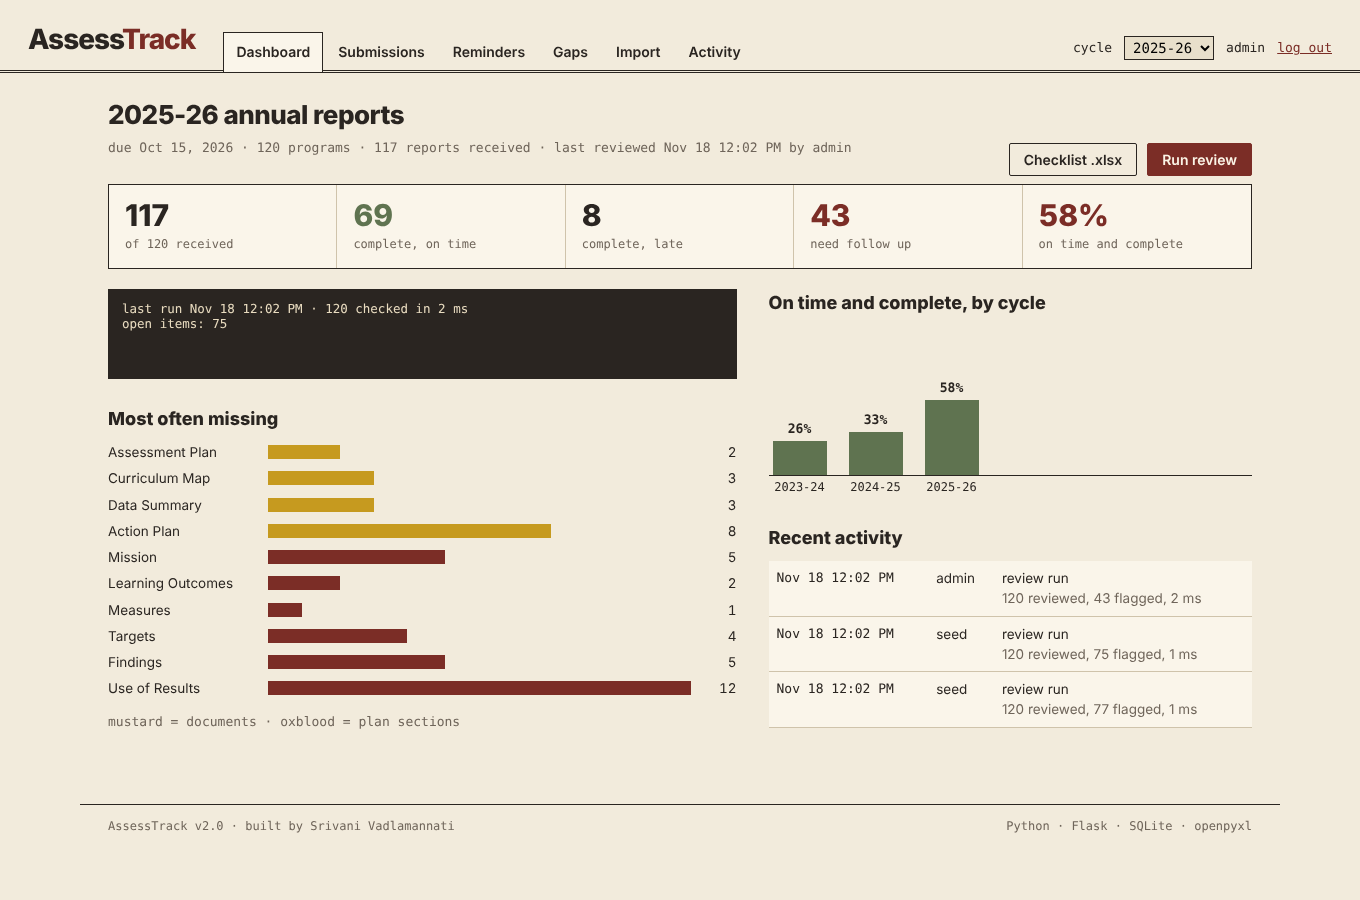 AssessTrack
Dashboard Submissions Reminders Gaps Import Activity
cycle 2025-26 admin log out
2025-26 annual reports
due Oct 15, 2026 · 120 programs · 117 reports received · last reviewed Nov 18 12:02 PM by admin
Checklist .xlsx Run review
117
of 120 received
69
complete, on time
8
complete, late
43
need follow up
58%
on time and complete
last run Nov 18 12:02 PM · 120 checked in 2 ms
open items: 75
Most often missing
Assessment Plan 2
Curriculum Map 3
Data Summary 3
Action Plan 8
Mission 5
Learning Outcomes 2
Measures 1
Targets 4
Findings 5
Use of Results 12
mustard = documents · oxblood = plan sections
On time and complete, by cycle
26% 33% 58%
2023-24 2024-25 2025-26
Recent activity
Nov 18 12:02 PM admin review run
120 reviewed, 43 flagged, 2 ms
Nov 18 12:02 PM seed review run
120 reviewed, 75 flagged, 1 ms
Nov 18 12:02 PM seed review run
120 reviewed, 77 flagged, 1 ms
AssessTrack v2.0 · built by Srivani Vadlamannati
Python · Flask · SQLite · openpyxl